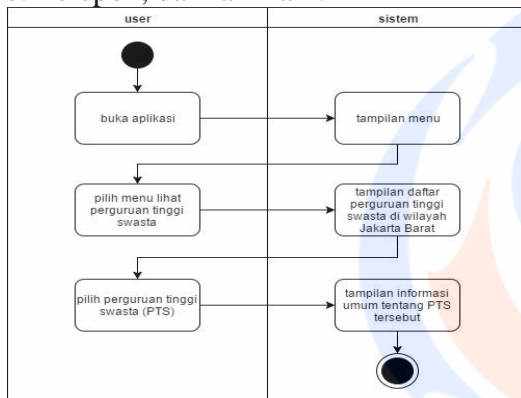 user
sistem
buka aplikasi
tampilan menu
pilih menu lihat
perguruan tinggi
swasta
tampilan daftar
perguruan tinggi
swasta di wilayah
Jakarta Barat
pilih perguruan tinggi
swasta (PTS)
tampilan informasi
umum tentang PTS
tersebut